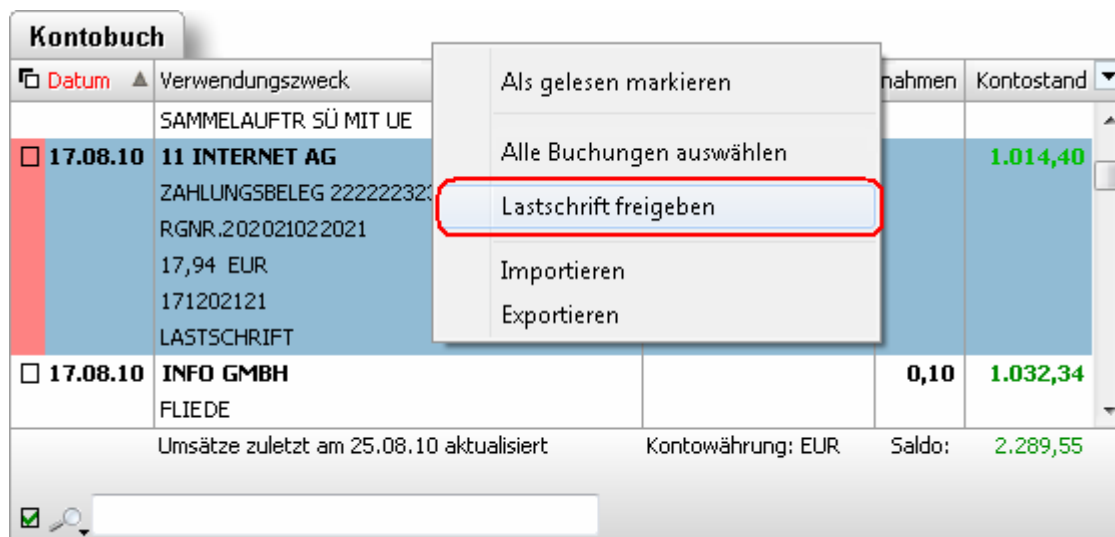 Kontobuch
Datum Verwendungszweck nahmen Kontostand
SAMMELAUFTR SÜ MIT UE
17.08.10 11 INTERNET AG 1.014,40
ZAHLUNGSBELEG 222222323
RGNR.202021022021
17,94 EUR
171202121
LASTSCHRIFT
17.08.10 INFO GMBH 0,10 1.032,34
FLIEDE
Umsätze zuletzt am 25.08.10 aktualisiert Kontowährung: EUR Saldo: 2.289,55
Als gelesen markieren
Alle Buchungen auswählen
Lastschrift freigeben
Importieren
Exportieren